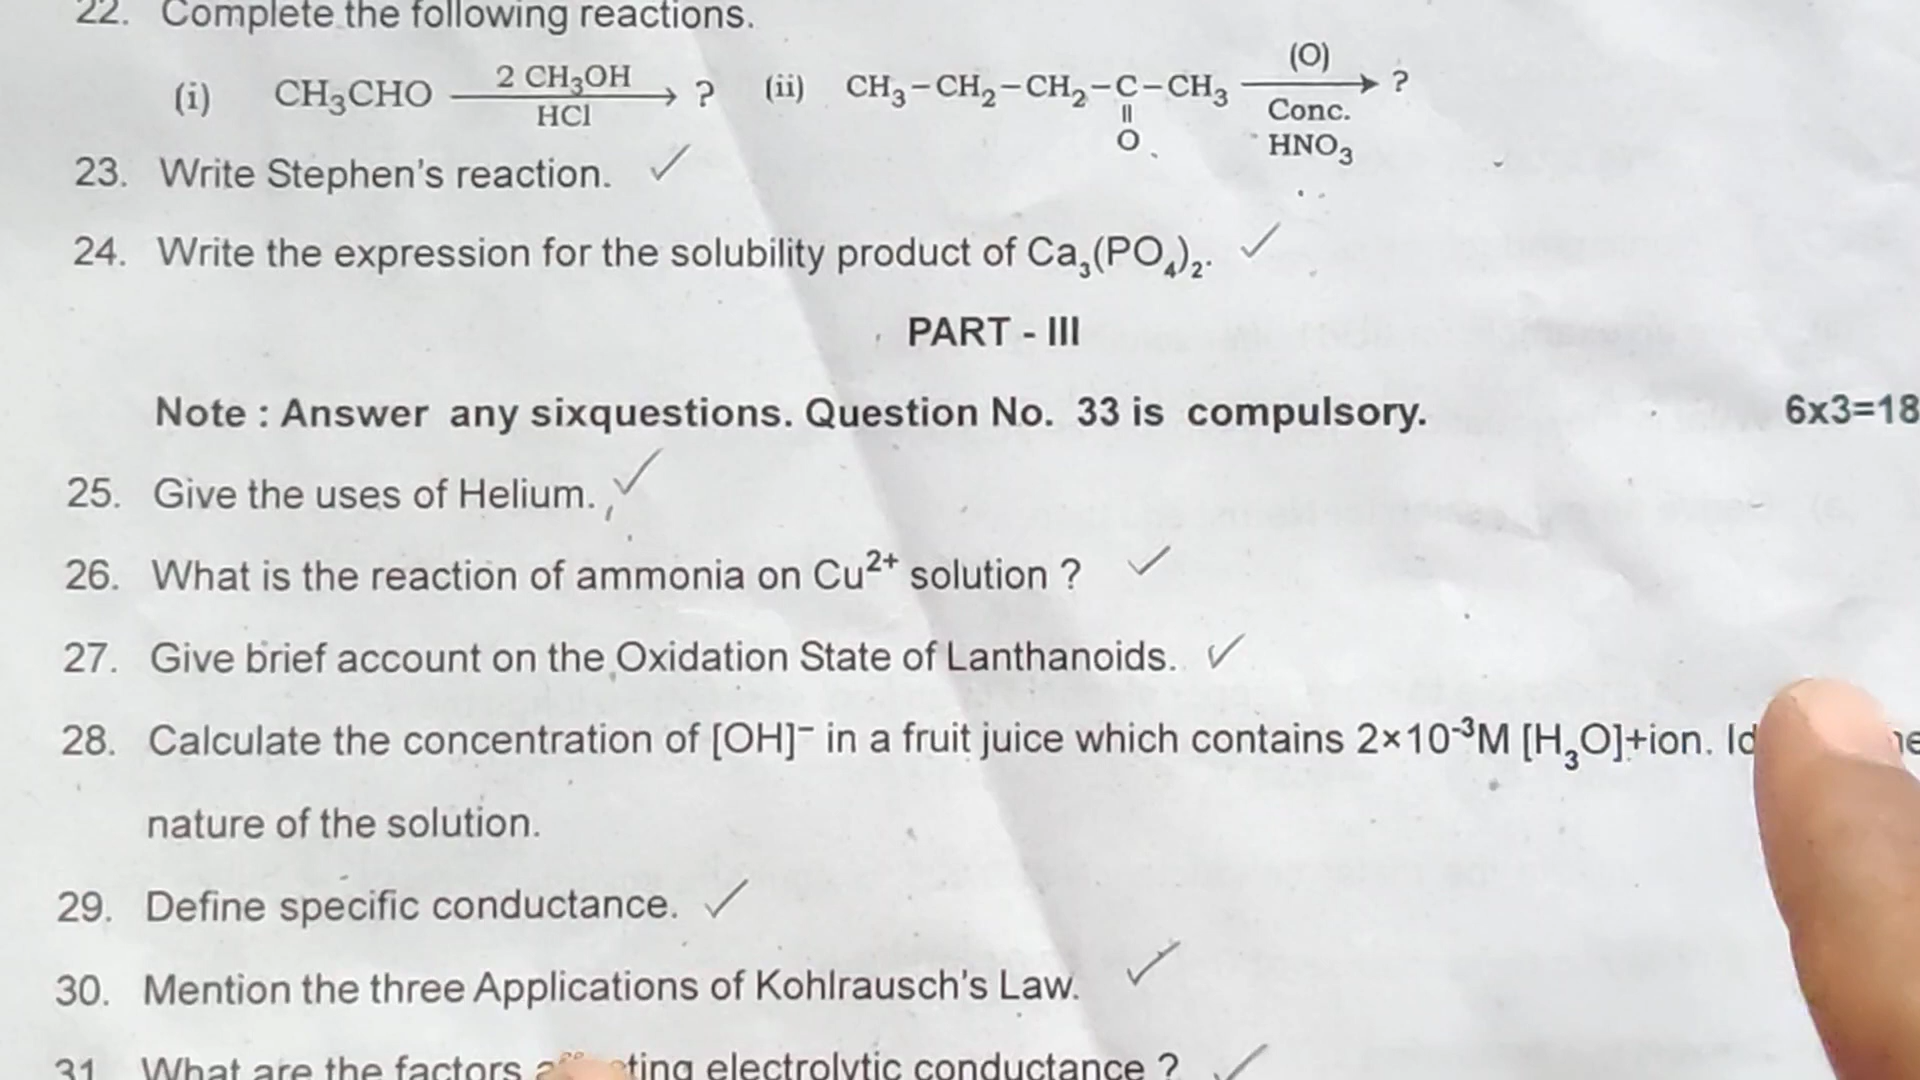 22. Complete the following reactions.
(i) CH₃CHO 2 CH₃OH HCl ? (ii) CH₃–CH₂–CH₂–C–CH₃ (O) → ?
O
Conc.
HNO₃
23. Write Stephen's reaction.
24. Write the expression for the solubility product of Ca₃(PO₄)₂.
PART - III
Note : Answer any sixquestions. Question No. 33 is compulsory. 6x3=18
25. Give the uses of Helium.
26. What is the reaction of ammonia on Cu²⁺ solution ?
27. Give brief account on the Oxidation State of Lanthanoids.
28. Calculate the concentration of [OH]⁻ in a fruit juice which contains 2×10⁻³M [H₃O]+ion.
nature of the solution.
29. Define specific conductance.
30. Mention the three Applications of Kohlrausch's Law.
31 What are the factors electrolytic conductance ?